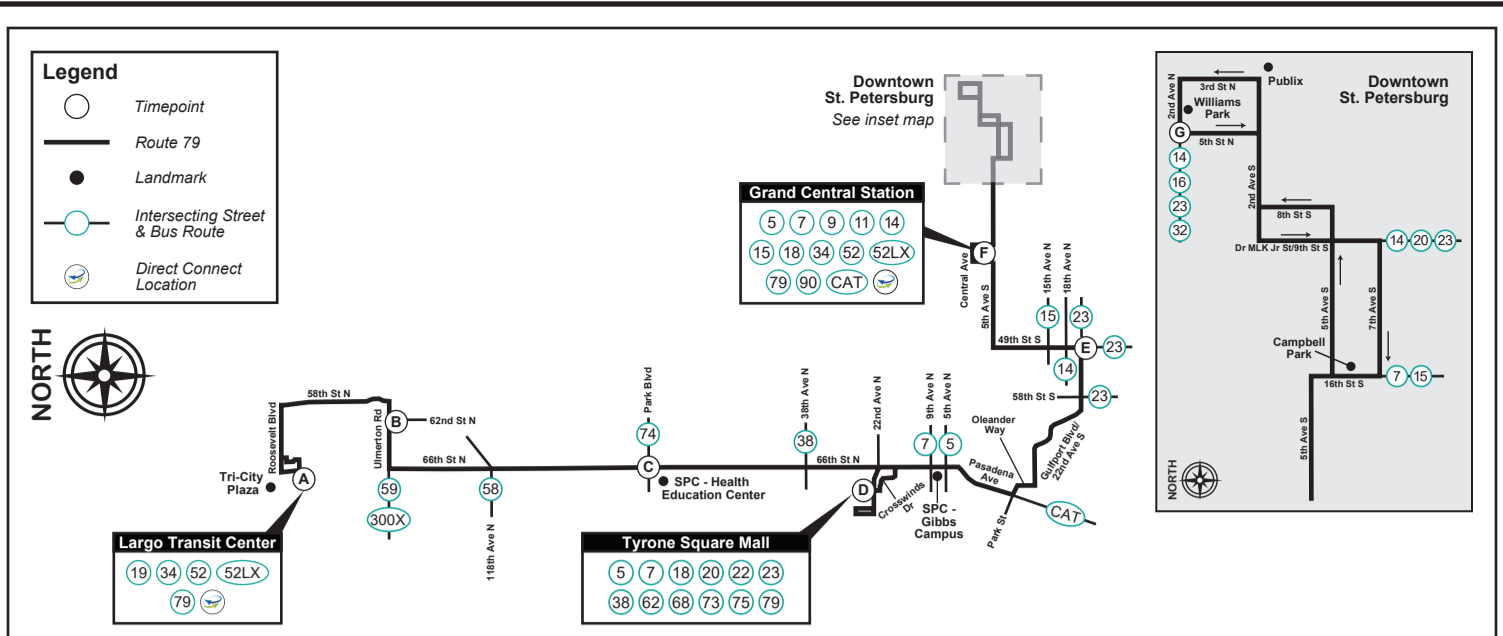 Legend
Timepoint
Route 79
Landmark
Intersecting Street
& Bus Route
Direct Connect
Location
NORTH
Downtown
St. Petersburg
See inset map
Grand Central Station
5 7 9 11 14
15 18 34 52 52LX
79 90 CAT
F
Central Ave
5th Ave S
15th Ave N
18th Ave N
15
23
49th St S
E
23
14
58th St S
23
Oleander
Way
Gulfport Blvd/
22nd Ave S
Pasadena
Ave
Park St
CAT
58th St N
Roosevelt Blvd
Ulmerton Rd
B
62nd St N
Tri-City
Plaza
A
66th St N
59
300X
58
118th Ave N
Park Blvd
74
C
SPC - Health
Education Center
38th Ave N
38
66th St N
22nd Ave N
D
Crosswinds
Dr
9th Ave N
5th Ave N
7
5
SPC -
Gibbs
Campus
Largo Transit Center
19 34 52 52LX
79
Tyrone Square Mall
5 7 18 20 22 23
38 62 68 73 75 79
Downtown
St. Petersburg
Publix
3rd St N
2nd Ave N
Williams
Park
G
5th St N
14
16
23
32
2nd Ave S
8th St S
Dr MLK Jr St/9th St S
14 20 23
5th Ave S
7th Ave S
Campbell
Park
16th St S
7 15
5th Ave S
NORTH